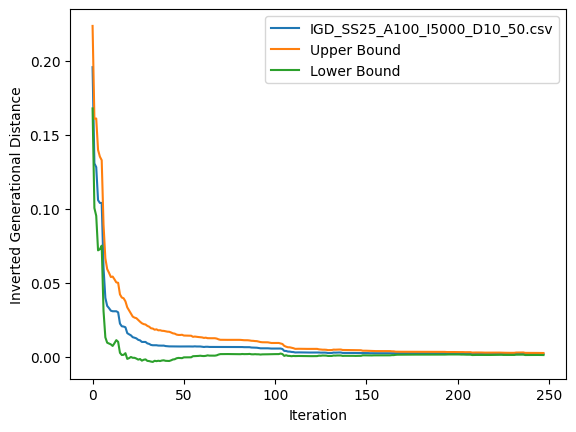 IGD_SS25_A100_I5000_D10_50.csv
Upper Bound
Lower Bound
Inverted Generational Distance
0.20
0.15
0.10
0.05
0.00
0 50 100 150 200 250
Iteration